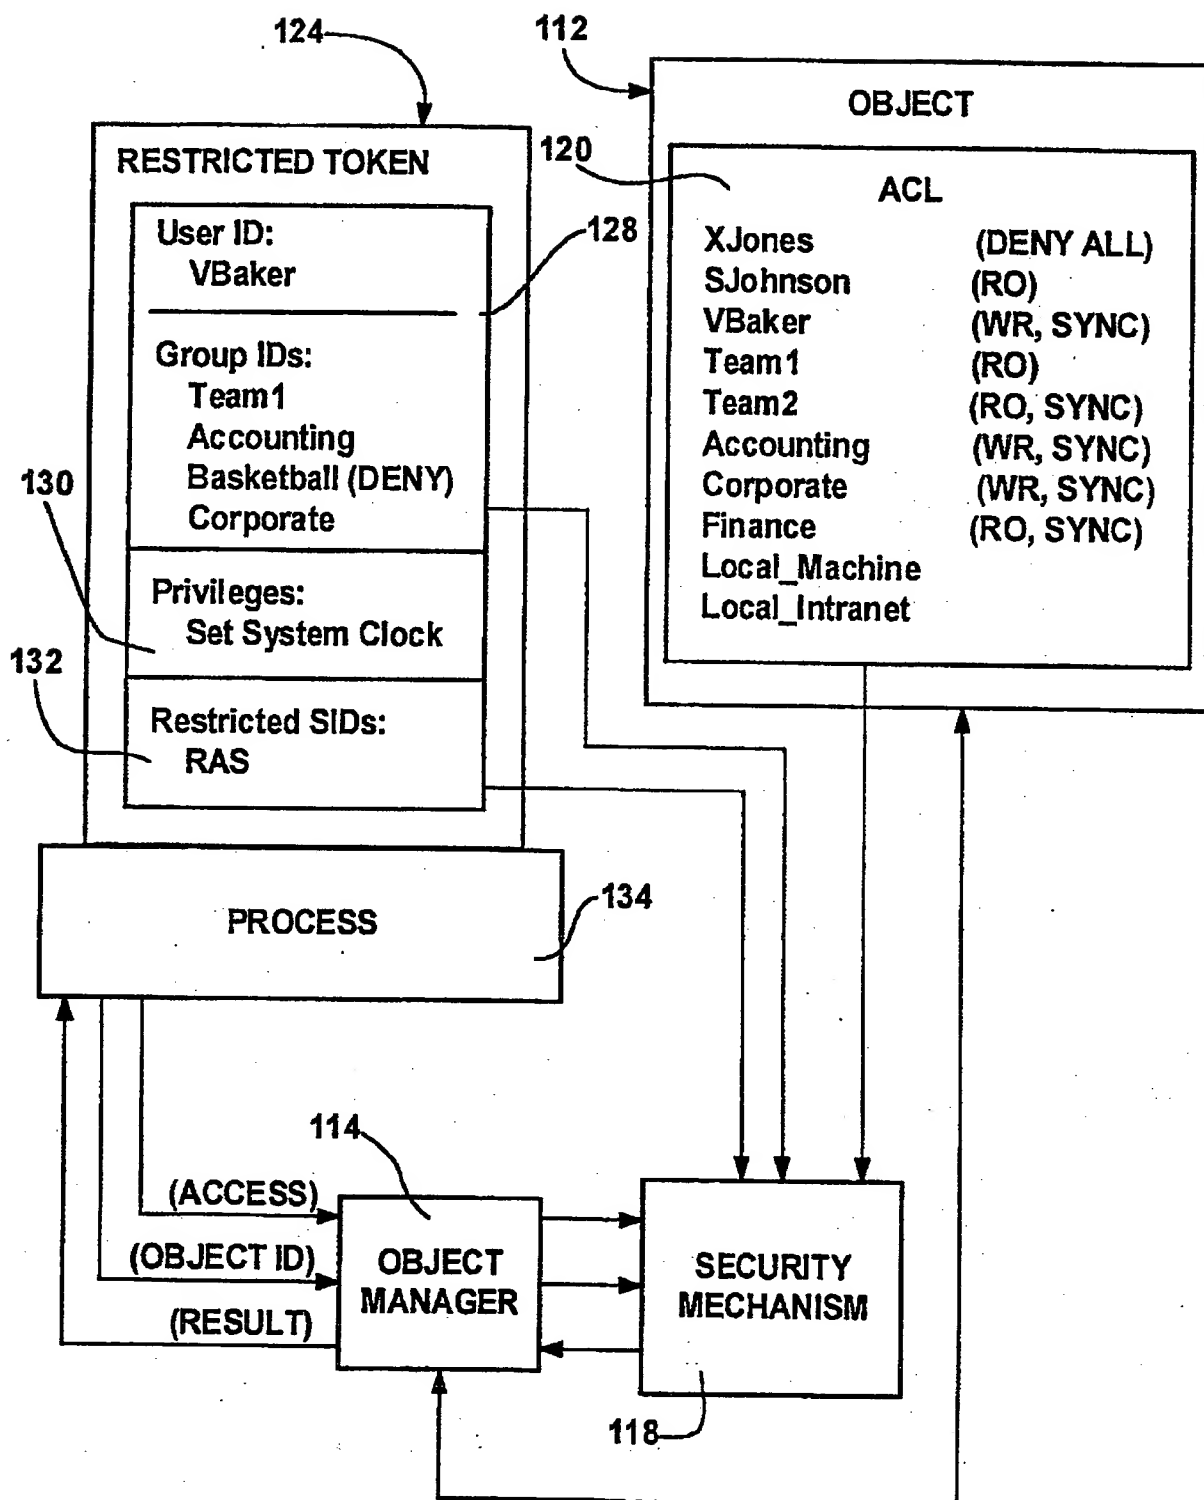 124
112
OBJECT
RESTRICTED TOKEN
120
ACL
User ID:
VBaker
128
XJones (DENY ALL)
SJohnson (RO)
VBaker (WR, SYNC)
Team1 (RO)
Team2 (RO, SYNC)
Accounting (WR, SYNC)
Corporate (WR, SYNC)
Finance (RO, SYNC)
Local_Machine
Local_Intranet
Group IDs:
Team1
Accounting
Basketball (DENY)
Corporate
130
Privileges:
Set System Clock
132
Restricted SIDs:
RAS
PROCESS
134
114
(ACCESS)
(OBJECT ID)
(RESULT)
OBJECT
MANAGER
SECURITY
MECHANISM
118